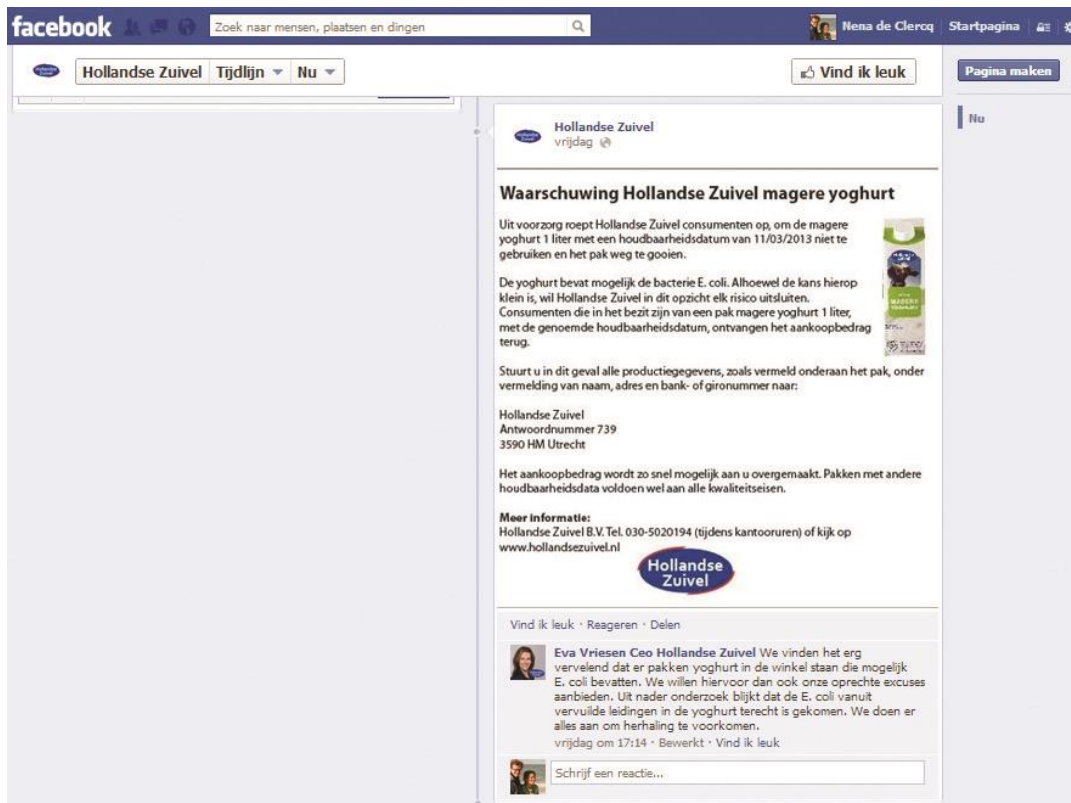 facebook Zoek naar mensen, plaatsen en dingen Nena de Clercq Startpagina
Hollandse Zuivel Tijdlijn Nu Vind ik leuk Pagina maken
Nu
Hollandse Zuivel
vrijdag
Waarschuwing Hollandse Zuivel magere yoghurt
Uit voorzorg roept Hollandse Zuivel consumenten op, om de magere
yoghurt 1 liter met een houdbaarheidsdatum van 11/03/2013 niet te
gebruiken en het pak weg te gooien.
De yoghurt bevat mogelijk de bacterie E. coli. Alhoewel de kans hierop
klein is, wil Hollandse Zuivel in dit opzicht elk risico uitsluiten.
Consumenten die in het bezit zijn van een pak magere yoghurt 1 liter,
met de genoemde houdbaarheidsdatum, ontvangen het aankoopbedrag
terug.
MAGERE
Stuurt u in dit geval alle productiegegevens, zoals vermeld onderaan het pak, onder
vermelding van naam, adres en bank- of gironummer naar:
Hollandse Zuivel
Antwoordnummer 739
3590 HM Utrecht
Het aankoopbedrag wordt zo snel mogelijk aan u overgemaakt. Pakken met andere
houdbaarheidsdata voldoen wel aan alle kwaliteitseisen.
Meer informatie:
Hollandse Zuivel B.V. Tel. 030-5020194 (tijdens kantooruren) of kijk op
www.hollandsezuivel.nl
Hollandse
Zuivel
Vind ik leuk · Reageren · Delen
Eva Vriesen Ceo Hollandse Zuivel We vinden het erg
vervelend dat er pakken yoghurt in de winkel staan die mogelijk
E. coli bevatten. We willen hiervoor dan ook onze oprechte excuses
aanbieden. Uit nader onderzoek blijkt dat de E. coli vanuit
vervuilde leidingen in de yoghurt terecht is gekomen. We doen er
alles aan om herhaling te voorkomen.
vrijdag om 17:14 · Bewerkt · Vind ik leuk
Schrijf een reactie...